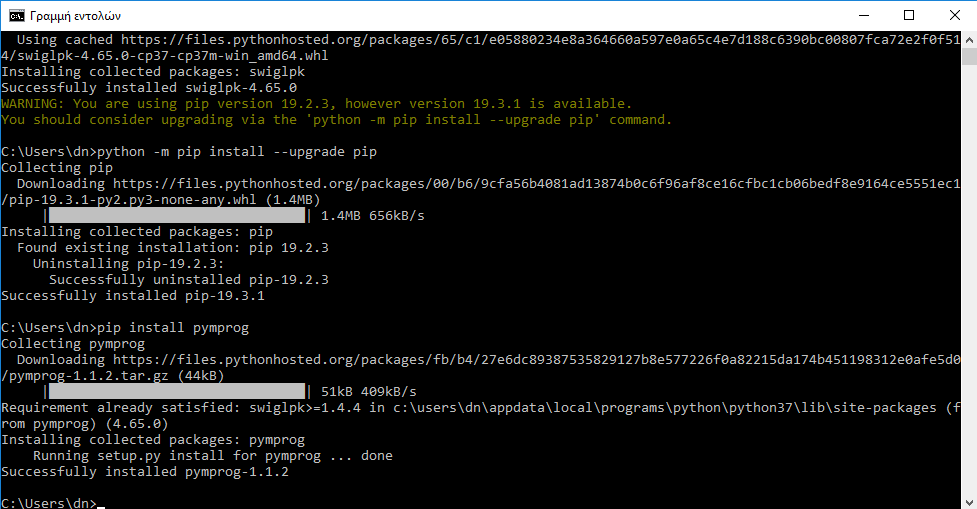 Γραμμή εντολών
Using cached https://files.pythonhosted.org/packages/65/c1/e05880234e8a364660a597e0a65c4e7d188c6390bc00807fca72e2f0f51
4/swiglpk-4.65.0-cp37-cp37m-win_amd64.whl
Installing collected packages: swiglpk
Successfully installed swiglpk-4.65.0
WARNING: You are using pip version 19.2.3, however version 19.3.1 is available.
You should consider upgrading via the 'python -m pip install --upgrade pip' command.
C:\Users\dn>python -m pip install --upgrade pip
Collecting pip
Downloading https://files.pythonhosted.org/packages/00/b6/9cfa56b4081ad13874b0c6f96af8ce16cfbc1cb06bedf8e9164ce5551ec1
/pip-19.3.1-py2.py3-none-any.whl (1.4MB)
|████████████████████████████████| 1.4MB 656kB/s
Installing collected packages: pip
Found existing installation: pip 19.2.3
Uninstalling pip-19.2.3:
Successfully uninstalled pip-19.2.3
Successfully installed pip-19.3.1
C:\Users\dn>pip install pymprog
Collecting pymprog
Downloading https://files.pythonhosted.org/packages/fb/b4/27e6dc89387535829127b8e577226f0a82215da174b451198312e0afe5d0
/pymprog-1.1.2.tar.gz (44kB)
|████████████████████████████████| 51kB 409kB/s
Requirement already satisfied: swiglpk>=1.4.4 in c:\users\dn\appdata\local\programs\python\python37\lib\site-packages (f
rom pymprog) (4.65.0)
Installing collected packages: pymprog
Running setup.py install for pymprog ... done
Successfully installed pymprog-1.1.2
C:\Users\dn>_